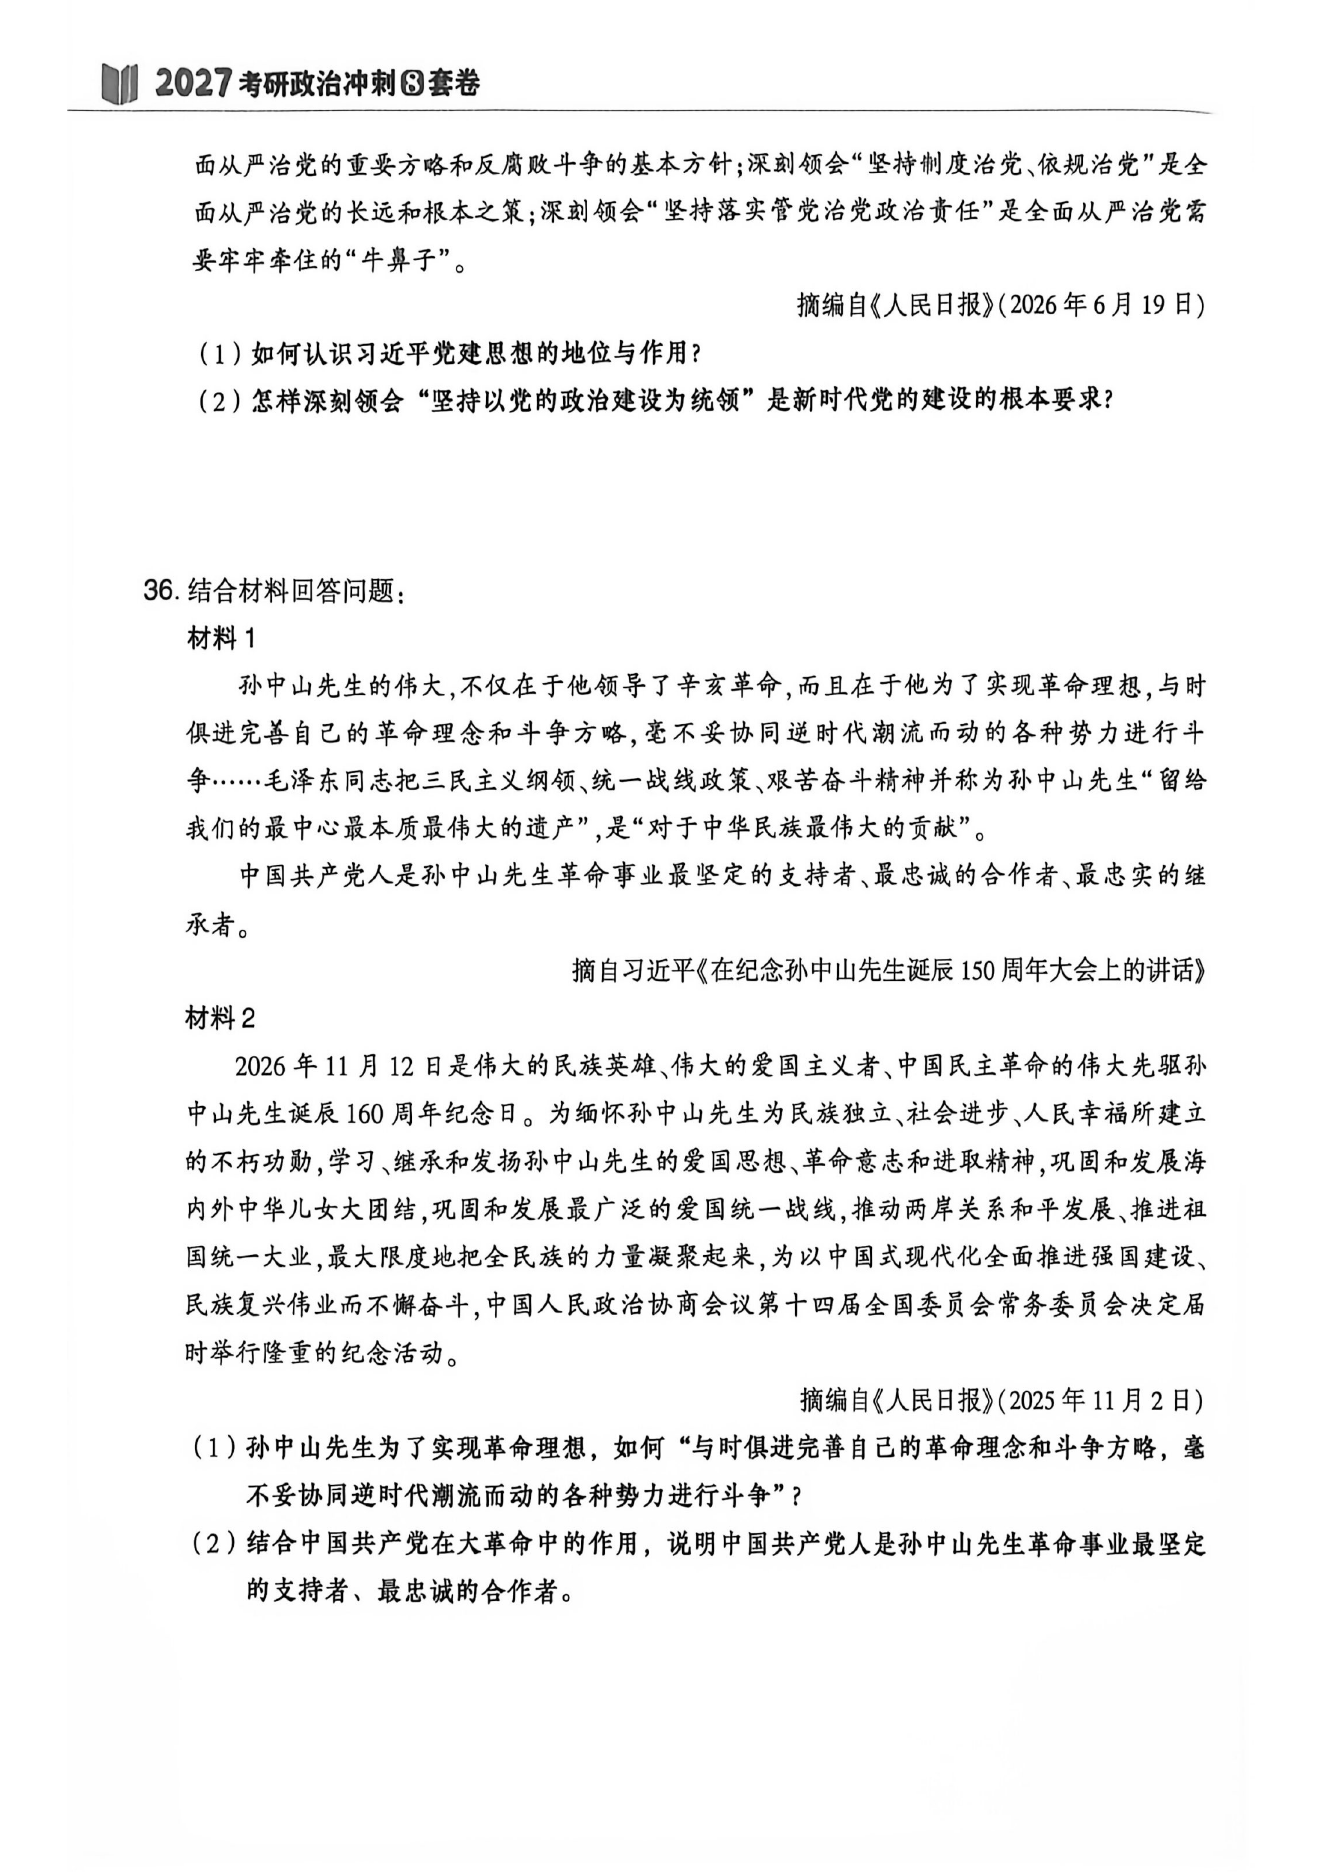 2027考研政治冲刺⑧套卷
面从严治党的重要方略和反腐败斗争的基本方针;深刻领会“坚持制度治党、依规治党”是全
面从严治党的长远和根本之策;深刻领会“坚持落实管党治党政治责任”是全面从严治党需
要牢牢牵住的“牛鼻子”。
摘编自《人民日报》(2026年6月19日)
(1)如何认识习近平党建思想的地位与作用?
(2)怎样深刻领会“坚持以党的政治建设为统领”是新时代党的建设的根本要求?
36. 结合材料回答问题:
材料1
孙中山先生的伟大,不仅在于他领导了辛亥革命,而且在于他为了实现革命理想,与时
俱进完善自己的革命理念和斗争方略,毫不妥协同逆时代潮流而动的各种势力进行斗
争……毛泽东同志把三民主义纲领、统一战线政策、艰苦奋斗精神并称为孙中山先生“留给
我们的最中心最本质最伟大的遗产”,是“对于中华民族最伟大的贡献”。
中国共产党人是孙中山先生革命事业最坚定的支持者、最忠诚的合作者、最忠实的继
承者。
摘自习近平《在纪念孙中山先生诞辰150周年大会上的讲话》
材料2
2026年11月12日是伟大的民族英雄、伟大的爱国主义者、中国民主革命的伟大先驱孙
中山先生诞辰160周年纪念日。为缅怀孙中山先生为民族独立、社会进步、人民幸福所建立
的不朽功勋,学习、继承和发扬孙中山先生的爱国思想、革命意志和进取精神,巩固和发展海
内外中华儿女大团结,巩固和发展最广泛的爱国统一战线,推动两岸关系和平发展、推进祖
国统一大业,最大限度地把全民族的力量凝聚起来,为以中国式现代化全面推进强国建设、
民族复兴伟业而不懈奋斗,中国人民政治协商会议第十四届全国委员会常务委员会决定届
时举行隆重的纪念活动。
摘编自《人民日报》(2025年11月2日)
(1)孙中山先生为了实现革命理想，如何“与时俱进完善自己的革命理念和斗争方略，毫
不妥协同逆时代潮流而动的各种势力进行斗争”?
(2)结合中国共产党在大革命中的作用，说明中国共产党人是孙中山先生革命事业最坚定
的支持者、最忠诚的合作者。